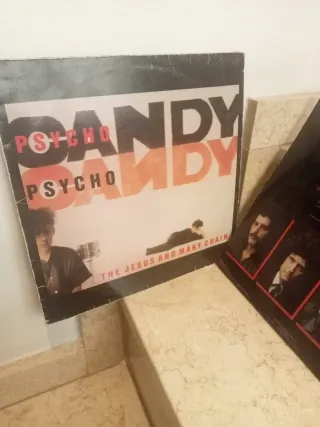 PSYCHO
CANDY
CANDY
PSYCHO
THE JESUS AND MARY CHAIN